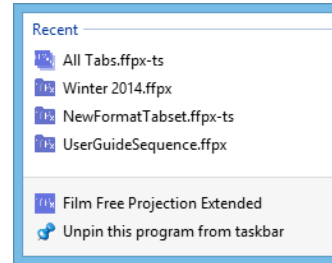 Recent
All Tabs.ffpx-ts
Winter 2014.ffpx
NewFormatTabset.ffpx-ts
UserGuideSequence.ffpx
Film Free Projection Extended
Unpin this program from taskbar